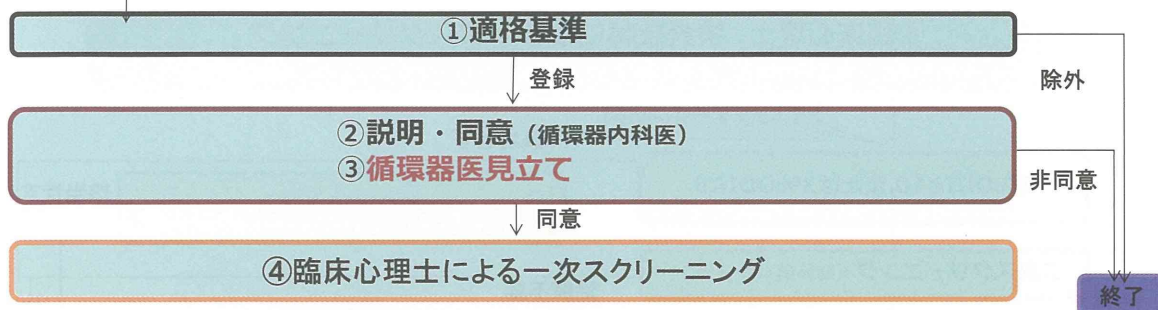 ①適格基準
登録
除外
②説明・同意（循環器内科医）
③循環器医見立て
非同意
同意
④臨床心理士による一次スクリーニング
終了